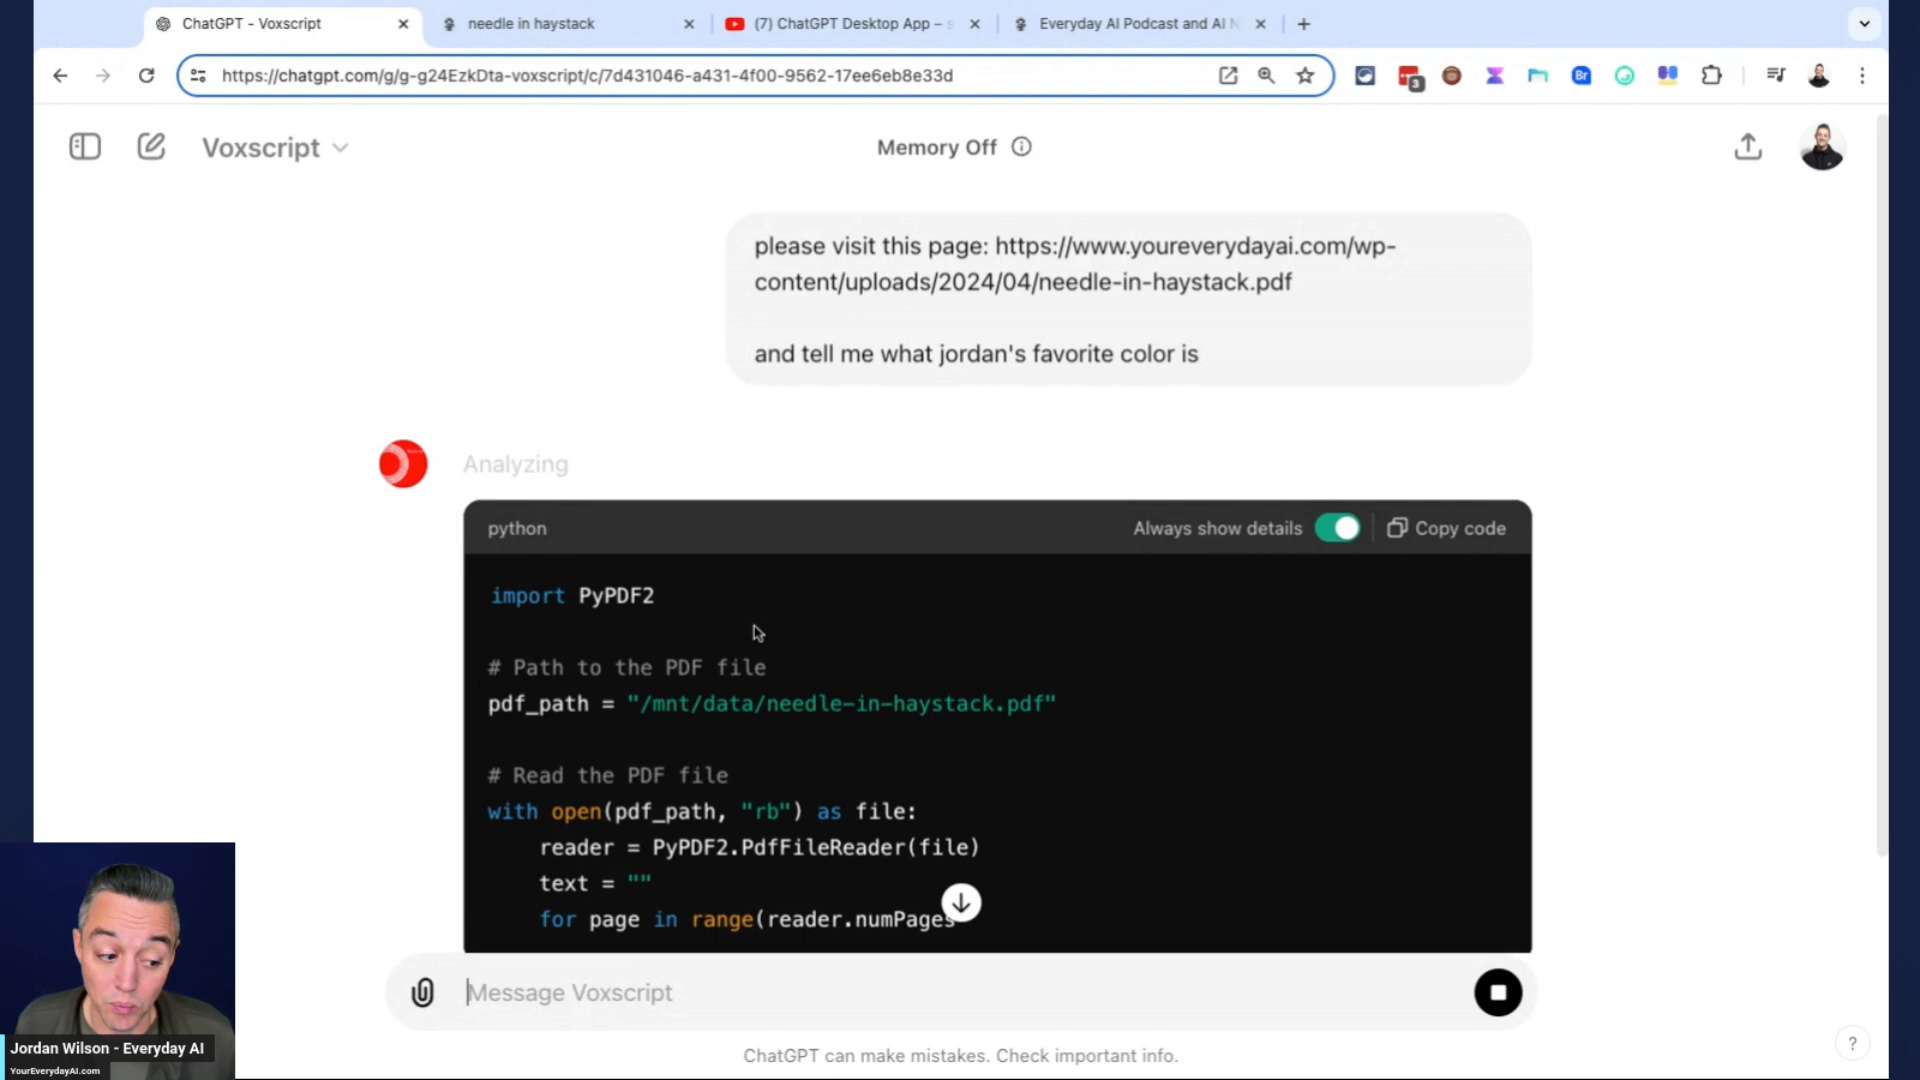 ChatGPT - Voxscript
needle in haystack
(7) ChatGPT Desktop App –
Everyday AI Podcast and AI N
https://chatgpt.com/g/g-g24EzkDta-voxscript/c/7d431046-a431-4f00-9562-17ee6eb8e33d
3
Br
Voxscript
Memory Off
please visit this page: https://www.youreverydayai.com/wp-
content/uploads/2024/04/needle-in-haystack.pdf
and tell me what jordan's favorite color is
Analyzing
python
Always show details
Copy code
import PyPDF2
# Path to the PDF file
pdf_path = "/mnt/data/needle-in-haystack.pdf"
# Read the PDF file
with open(pdf_path, "rb") as file:
reader = PyPDF2.PdfFileReader(file)
text = ""
for page in range(reader.numPages
Message Voxscript
Jordan Wilson - Everyday AI
YourEverydayAI.com
ChatGPT can make mistakes. Check important info.
?